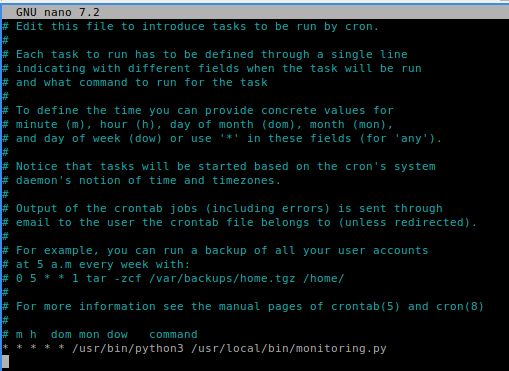 GNU nano 7.2
# Edit this file to introduce tasks to be run by cron.
#
# Each task to run has to be defined through a single line
# indicating with different fields when the task will be run
# and what command to run for the task
#
# To define the time you can provide concrete values for
# minute (m), hour (h), day of month (dom), month (mon),
# and day of week (dow) or use '*' in these fields (for 'any').
#
# Notice that tasks will be started based on the cron's system
# daemon's notion of time and timezones.
#
# Output of the crontab jobs (including errors) is sent through
# email to the user the crontab file belongs to (unless redirected).
#
# For example, you can run a backup of all your user accounts
# at 5 a.m every week with:
# 0 5 * * 1 tar -zcf /var/backups/home.tgz /home/
#
# For more information see the manual pages of crontab(5) and cron(8)
#
# m h  dom mon dow   command
* * * * * /usr/bin/python3 /usr/local/bin/monitoring.py